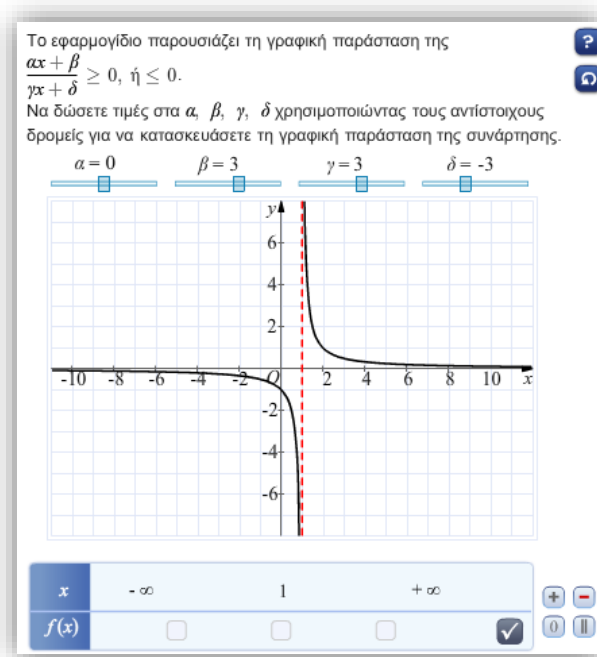 Το εφαρμογίδιο παρουσιάζει τη γραφική παράσταση της
αx + β / γx + δ ≥ 0, ή ≤ 0.
Να δώσετε τιμές στα α, β, γ, δ χρησιμοποιώντας τους αντίστοιχους
δρομείς για να κατασκευάσετε τη γραφική παράσταση της συνάρτησης.
α = 0 β = 3 γ = 3 δ = -3
y
6
4
2
-10 -8 -6 -4 -2 O 2 4 6 8 10 x
-2
-4
-6
x - ∞ 1 + ∞
f(x)
?
+ −
0 ||